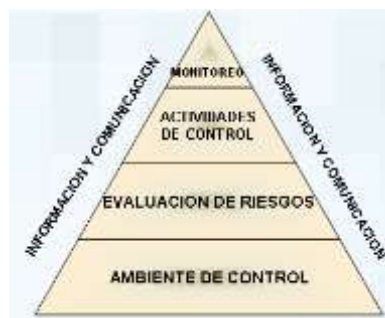 MONITOREO
ACTIVIDADES
DE CONTROL
EVALUACION DE RIESGOS
AMBIENTE DE CONTROL
INFORMACION Y COMUNICACION
INFORMACION Y COMUNICACION